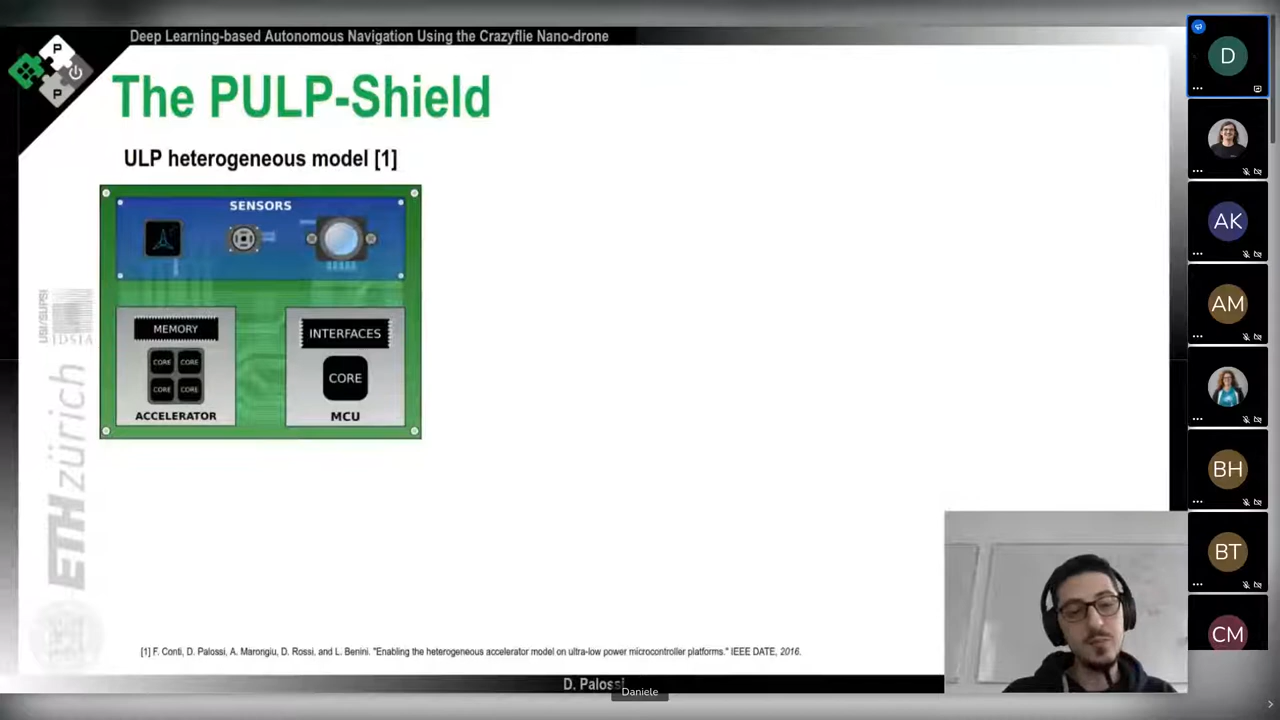 Deep Learning-based Autonomous Navigation Using the Crazyflie Nano-drone
P
P
The PULP-Shield
ULP heterogeneous model [1]
SENSORS
MEMORY
CORE CORE
CORE CORE
ACCELERATOR
INTERFACES
CORE
MCU
USI/SUPSI
IDSIA
ETH zürich
[1] F. Conti, D. Palossi, A. Marongiu, D. Rossi, and L. Benini. "Enabling the heterogeneous accelerator model on ultra-low power microcontroller platforms." IEEE DATE, 2016.
D. Palossi
Daniele
D
AK
AM
BH
BT
CM